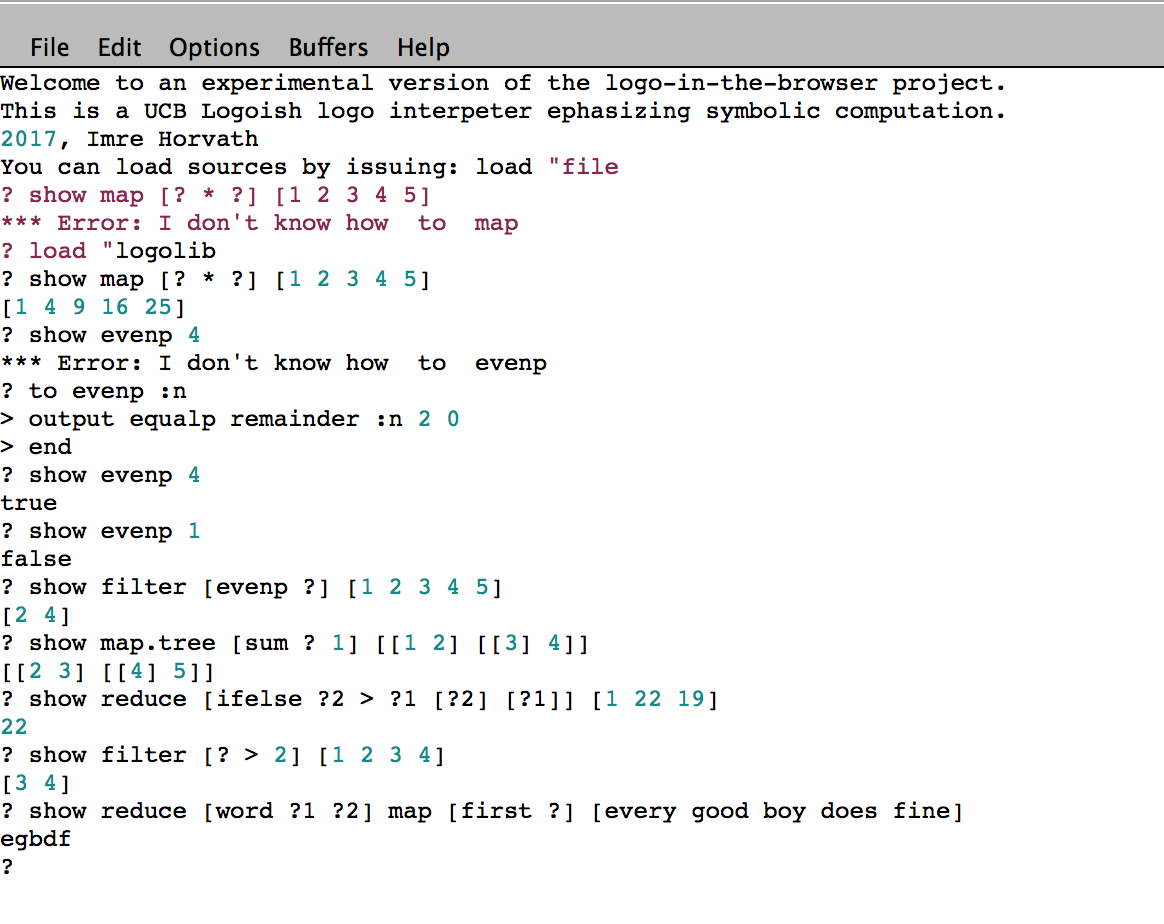 File Edit Options Buffers Help
Welcome to an experimental version of the logo-in-the-browser project.
This is a UCB Logoish logo interpeter ephasizing symbolic computation.
2017, Imre Horvath
You can load sources by issuing: load "file
? show map [? * ?] [1 2 3 4 5]
*** Error: I don't know how  to  map
? load "logolib
? show map [? * ?] [1 2 3 4 5]
[1 4 9 16 25]
? show evenp 4
*** Error: I don't know how  to  evenp
? to evenp :n
> output equalp remainder :n 2 0
> end
? show evenp 4
true
? show evenp 1
false
? show filter [evenp ?] [1 2 3 4 5]
[2 4]
? show map.tree [sum ? 1] [[1 2] [[3] 4]]
[[2 3] [[4] 5]]
? show reduce [ifelse ?2 > ?1 [?2] [?1]] [1 22 19]
22
? show filter [? > 2] [1 2 3 4]
[3 4]
? show reduce [word ?1 ?2] map [first ?] [every good boy does fine]
egbdf
?